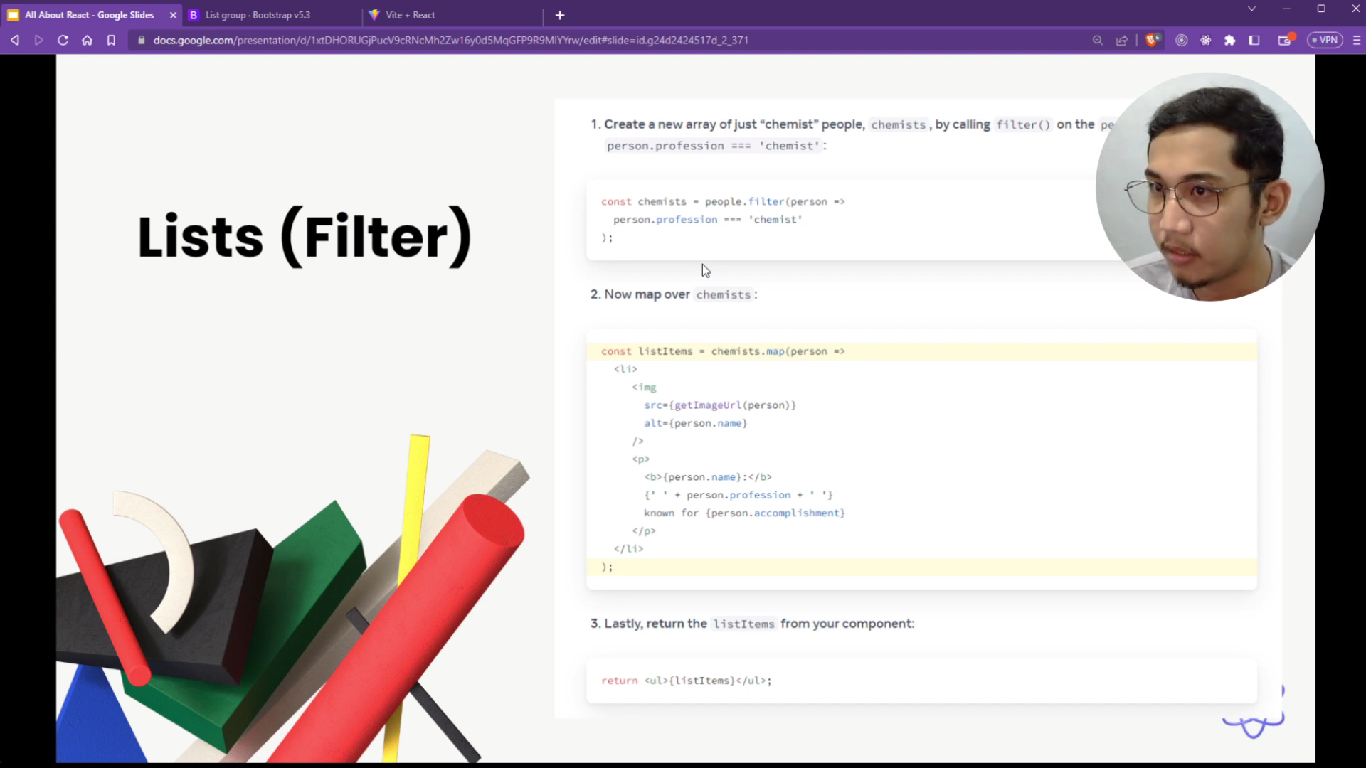 All About React - Google Slides
List group · Bootstrap v5.3
Vite + React
docs.google.com/presentation/d/1xtDHORUGjPucV9cRNcMh2Zw16y0d5MqGFP9R9MlYYrw/edit#slide=id.g24d2424517d_2_371
VPN
Lists (Filter)
1. Create a new array of just “chemist” people, chemists, by calling filter() on the
person.profession === 'chemist':
const chemists = people.filter(person =>
person.profession === 'chemist'
);
2. Now map over chemists:
const listItems = chemists.map(person =>
<li>
<img
src={getImageUrl(person)}
alt={person.name}
/>
<p>
<b>{person.name}:</b>
{' ' + person.profession + ' '}
known for {person.accomplishment}
</p>
</li>
);
3. Lastly, return the listItems from your component:
return <ul>{listItems}</ul>;